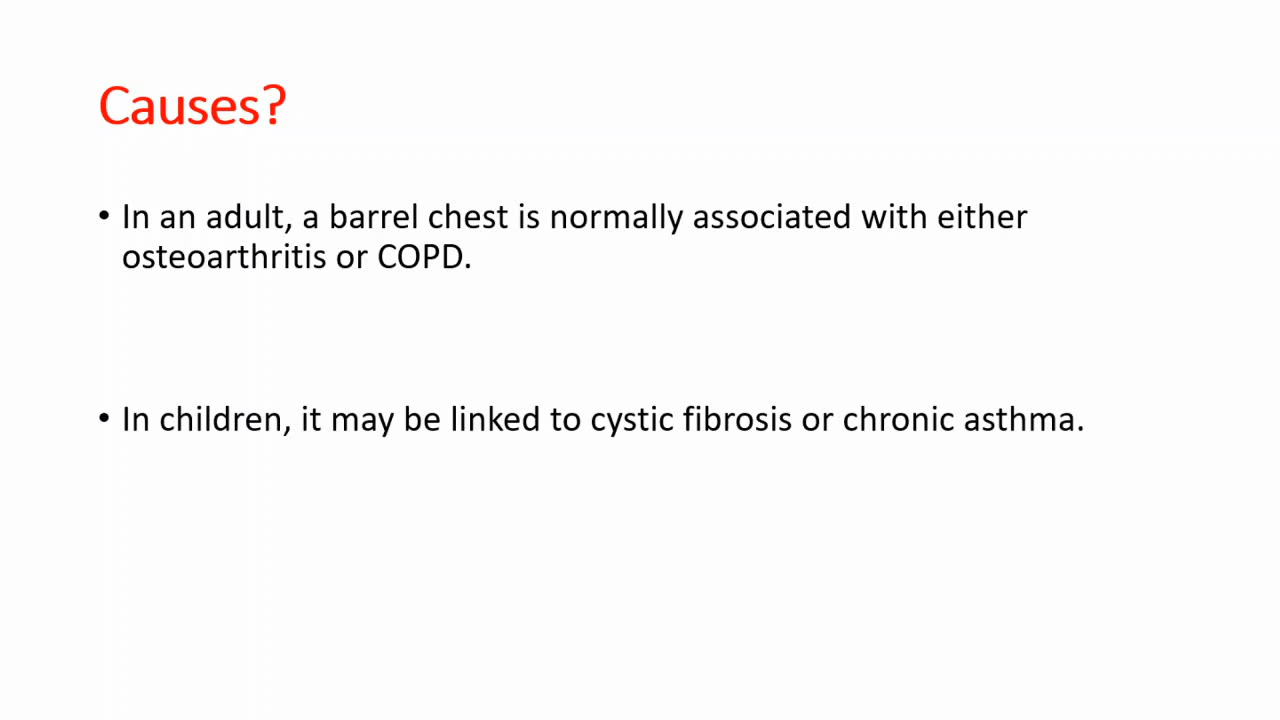 Causes?
• In an adult, a barrel chest is normally associated with either
osteoarthritis or COPD.
• In children, it may be linked to cystic fibrosis or chronic asthma.